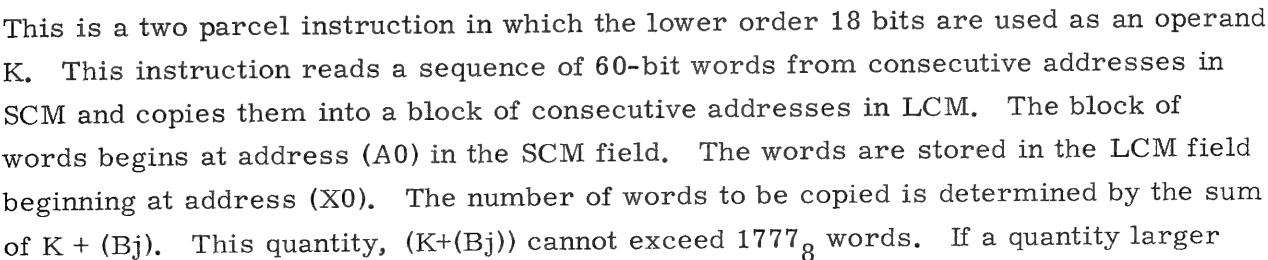 This is a two parcel instruction in which the lower order 18 bits are used as an operand
K. This instruction reads a sequence of 60-bit words from consecutive addresses in
SCM and copies them into a block of consecutive addresses in LCM. The block of
words begins at address (A0) in the SCM field. The words are stored in the LCM field
beginning at address (X0). The number of words to be copied is determined by the sum
of K + (Bj). This quantity, (K+(Bj)) cannot exceed 1777₈ words. If a quantity larger